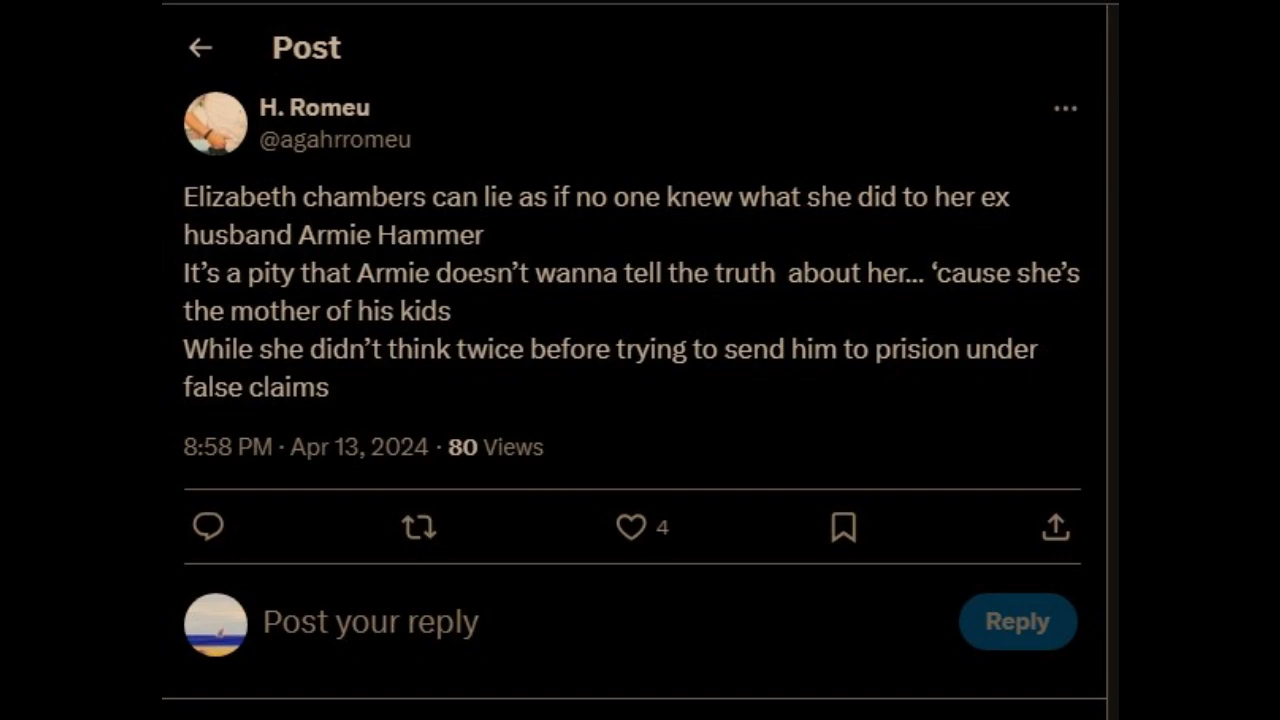 Post
H. Romeu
@agahrromeu
Elizabeth chambers can lie as if no one knew what she did to her ex
husband Armie Hammer
It’s a pity that Armie doesn’t wanna tell the truth  about her... ‘cause she’s
the mother of his kids
While she didn’t think twice before trying to send him to prision under
false claims
8:58 PM · Apr 13, 2024 · 80 Views
4
Post your reply
Reply